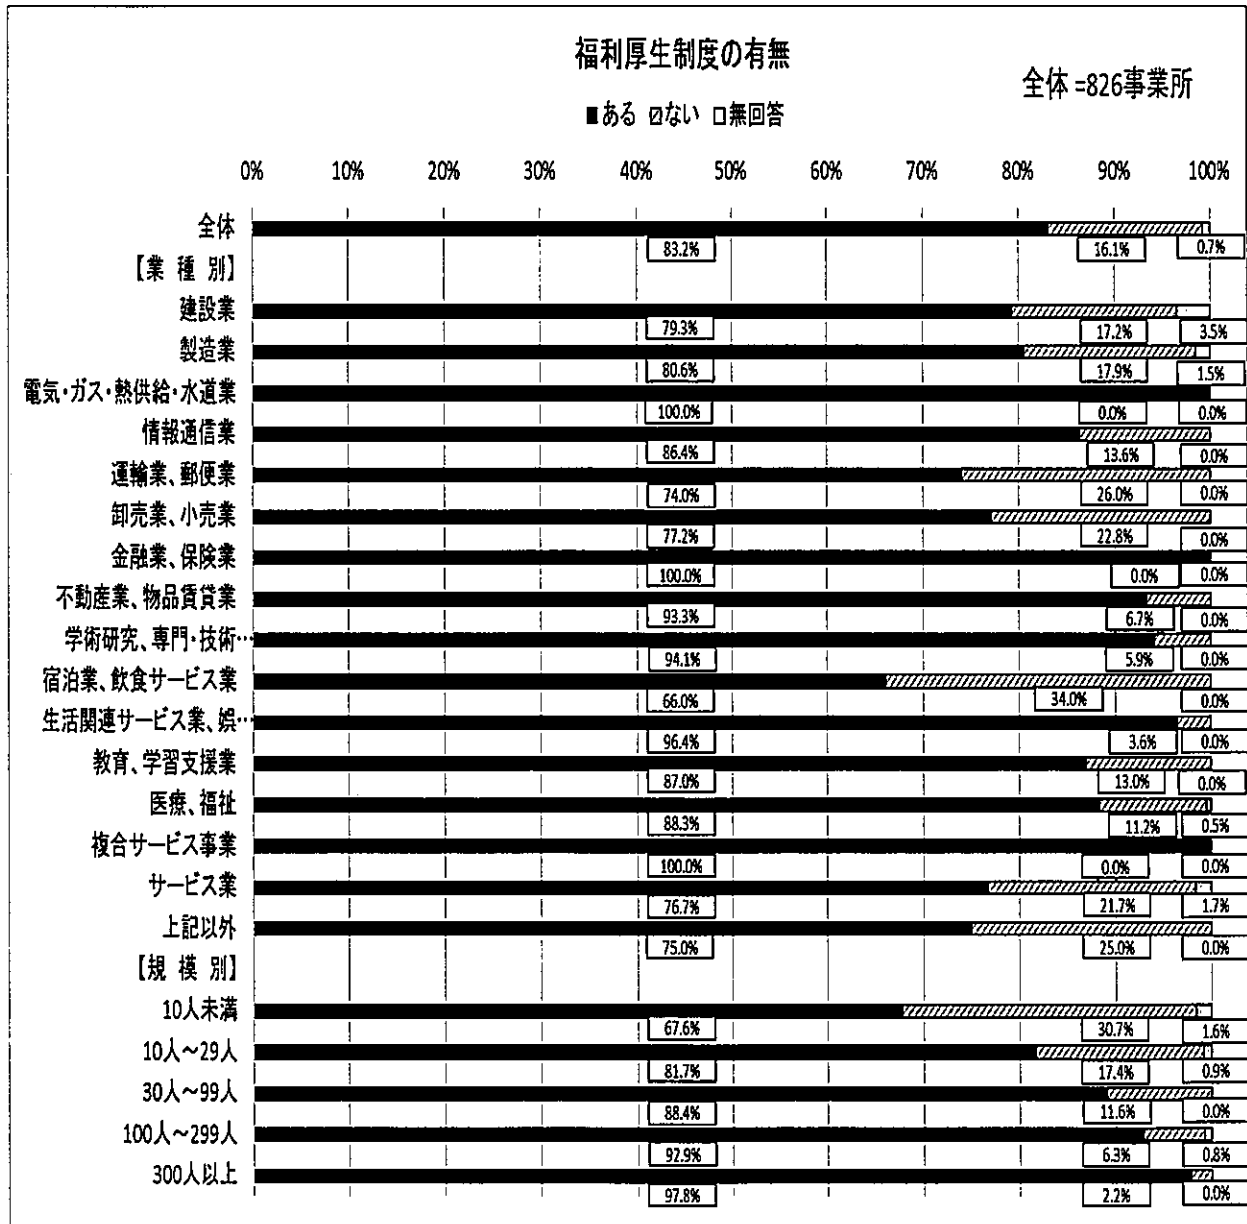 福利厚生制度の有無
全体 =826事業所
■ある ☑ない □無回答
0% 10% 20% 30% 40% 50% 60% 70% 80% 90% 100%
全体
83.2% 16.1% 0.7%
【業 種 別】
建設業
79.3% 17.2% 3.5%
製造業
80.6% 17.9% 1.5%
電気・ガス・熱供給・水道業
100.0% 0.0% 0.0%
情報通信業
86.4% 13.6% 0.0%
運輸業、郵便業
74.0% 26.0% 0.0%
卸売業、小売業
77.2% 22.8% 0.0%
金融業、保険業
100.0% 0.0% 0.0%
不動産業、物品賃貸業
93.3% 6.7% 0.0%
学術研究、専門・技術…
94.1% 5.9% 0.0%
宿泊業、飲食サービス業
66.0% 34.0% 0.0%
生活関連サービス業、娯…
96.4% 3.6% 0.0%
教育、学習支援業
87.0% 13.0% 0.0%
医療、福祉
88.3% 11.2% 0.5%
複合サービス事業
100.0% 0.0% 0.0%
サービス業
76.7% 21.7% 1.7%
上記以外
75.0% 25.0% 0.0%
【規 模 別】
10人未満
67.6% 30.7% 1.6%
10人～29人
81.7% 17.4% 0.9%
30人～99人
88.4% 11.6% 0.0%
100人～299人
92.9% 6.3% 0.8%
300人以上
97.8% 2.2% 0.0%